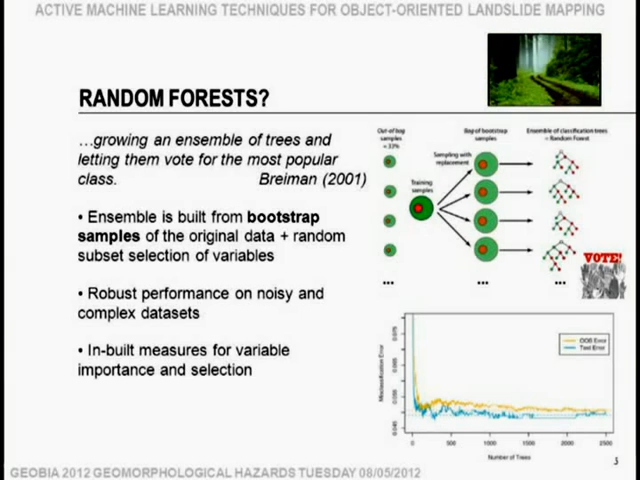 ACTIVE MACHINE LEARNING TECHNIQUES FOR OBJECT-ORIENTED LANDSLIDE MAPPING
RANDOM FORESTS?
…growing an ensemble of trees and
letting them vote for the most popular
class. Breiman (2001)
• Ensemble is built from bootstrap
samples of the original data + random
subset selection of variables
• Robust performance on noisy and
complex datasets
• In-built measures for variable
importance and selection
Out-of-bag
samples
≈ 33%
Bag of bootstrap
samples
Ensemble of classification trees
= Random Forest
Sampling with
replacement
Training
samples
...
...
...
VOTE!
Misclassification Error
OOB Error
Test Error
0 500 1000 1500 2000 2500
Number of Trees
GEOBIA 2012 GEOMORPHOLOGICAL HAZARDS TUESDAY 08/05/2012